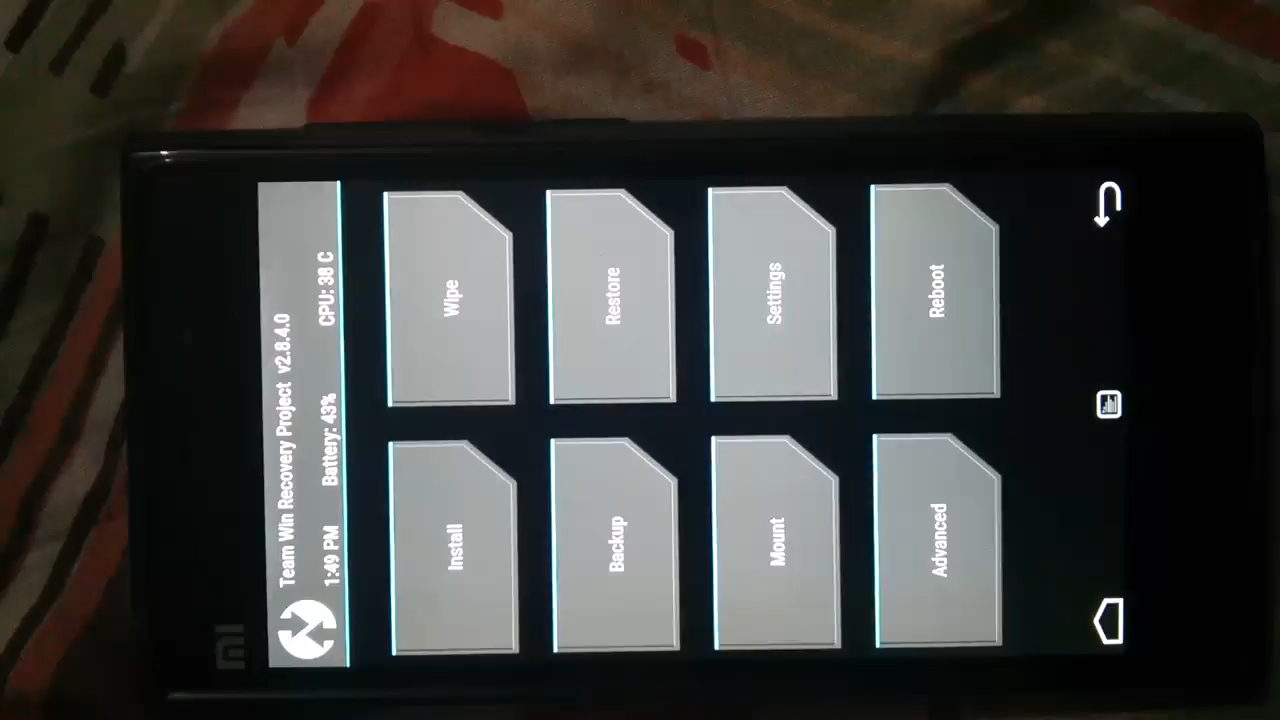 mi
Team Win Recovery Project v2.8.4.0
1:49 PM Battery: 43% CPU: 38 C
Install Wipe
Backup Restore
Mount Settings
Advanced Reboot